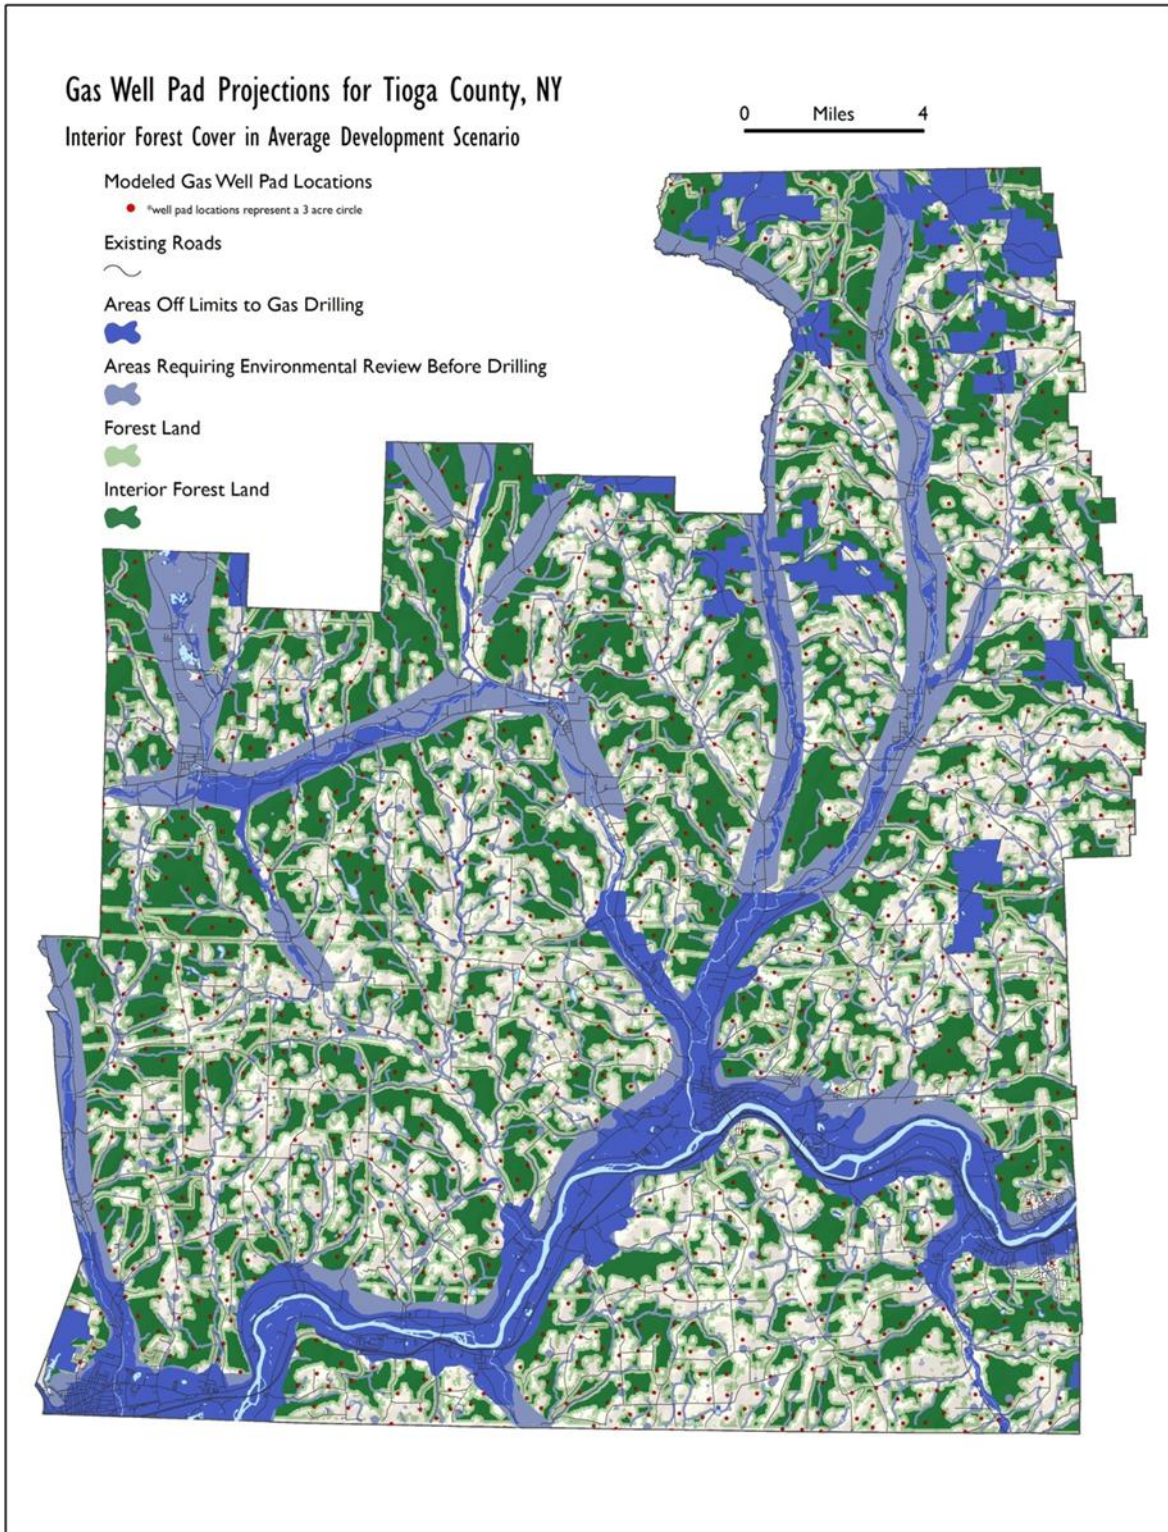 Gas Well Pad Projections for Tioga County, NY
Interior Forest Cover in Average Development Scenario
0 Miles 4
Modeled Gas Well Pad Locations
*well pad locations represent a 3 acre circle
Existing Roads
Areas Off Limits to Gas Drilling
Areas Requiring Environmental Review Before Drilling
Forest Land
Interior Forest Land